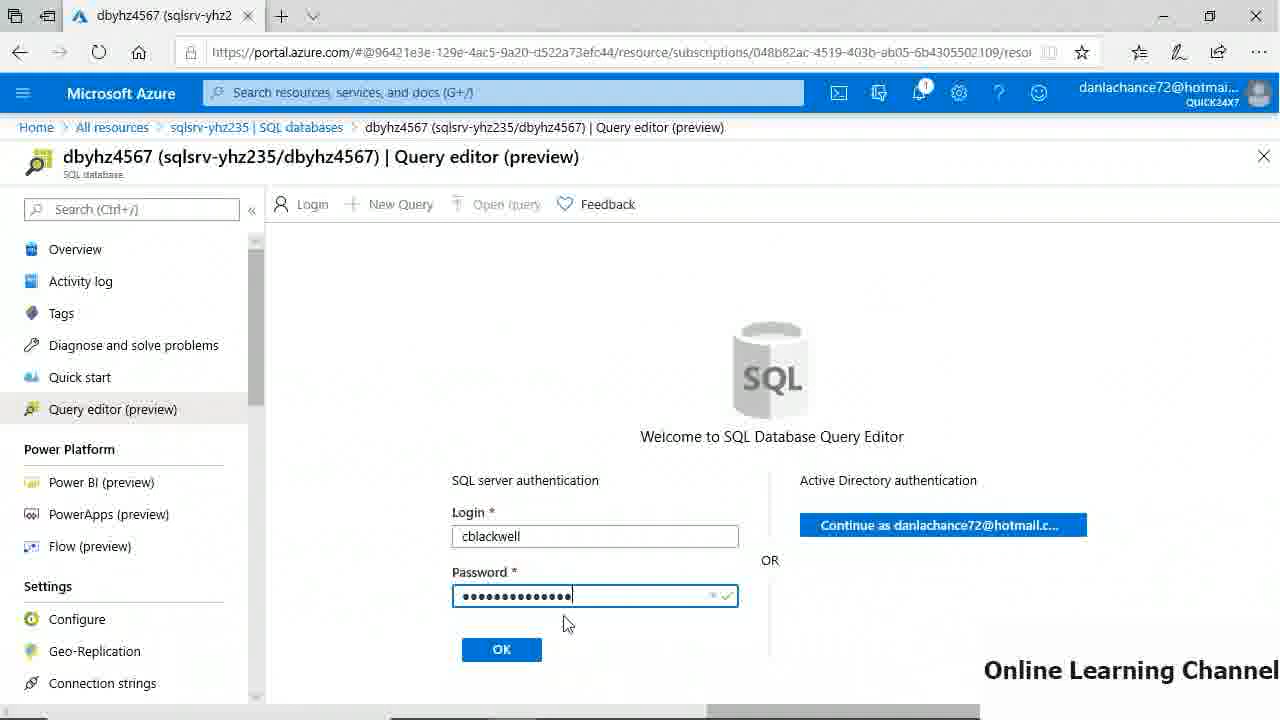 dbyhz4567 (sqlsrv-yhz2
https://portal.azure.com/#@96421e3e-129e-4ac5-9a20-d522a73efc44/resource/subscriptions/048b82ac-4519-403b-ab05-6b4305502109/resou
Microsoft Azure
Search resources, services, and docs (G+/)
1
danlachance72@hotmai...
QUICK24X7
Home > All resources > sqlsrv-yhz235 | SQL databases > dbyhz4567 (sqlsrv-yhz235/dbyhz4567) | Query editor (preview)
dbyhz4567 (sqlsrv-yhz235/dbyhz4567) | Query editor (preview)
SQL database
Search (Ctrl+/)
«
Login
New Query
Open query
Feedback
Overview
Activity log
Tags
Diagnose and solve problems
Quick start
Query editor (preview)
Power Platform
Power BI (preview)
PowerApps (preview)
Flow (preview)
Settings
Configure
Geo-Replication
Connection strings
SQL
Welcome to SQL Database Query Editor
SQL server authentication
Login *
cblackwell
Password *
••••••••••••••
OK
OR
Active Directory authentication
Continue as danlachance72@hotmail.c...
Online Learning Channel